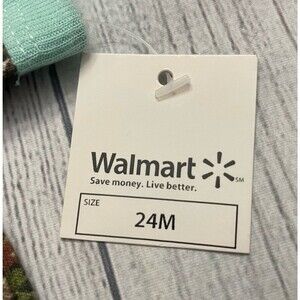 Walmart
SM
Save money. Live better.
SIZE
24M